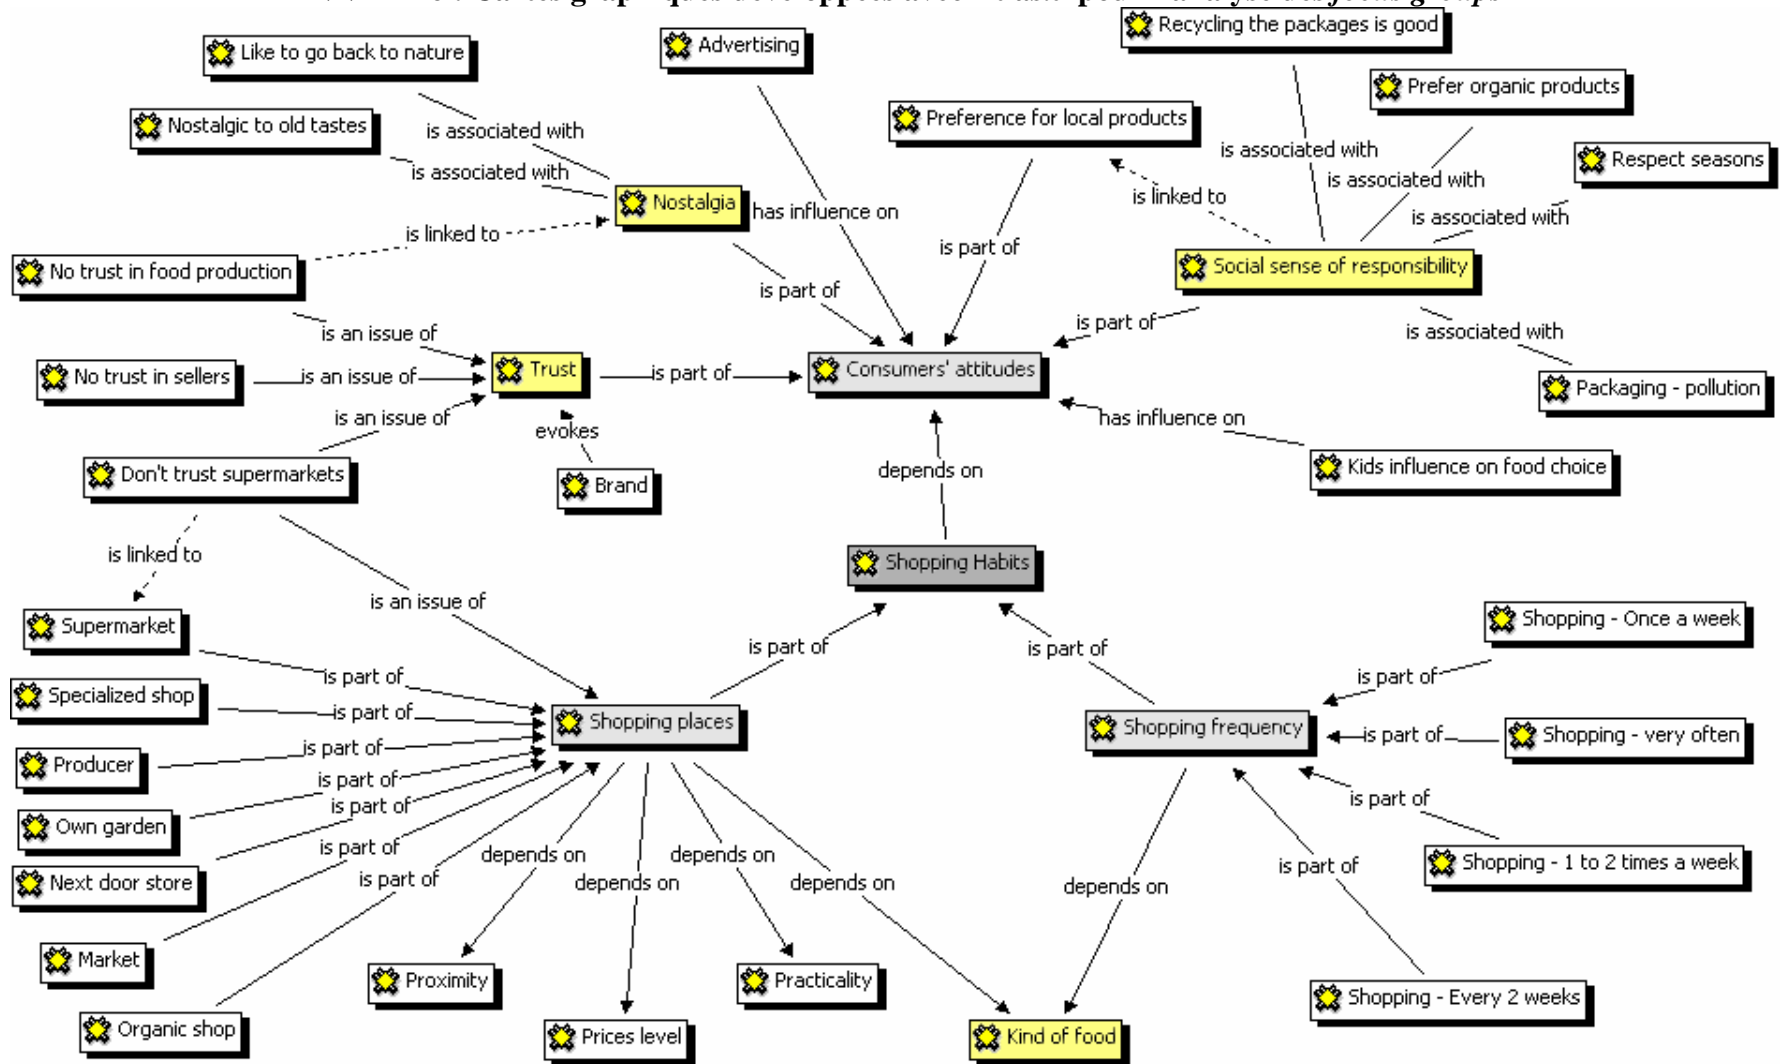 Cartes graphiques développées avec l'analyse des focus groups
Like to go back to nature
Advertising
Recycling the packages is good
Prefer organic products
Nostalgic to old tastes
is associated with
Preference for local products
is associated with
Respect seasons
is associated with
is associated with
Nostalgia
has influence on
is linked to
is associated with
is linked to
is part of
No trust in food production
Social sense of responsibility
is part of
is an issue of
is part of
is associated with
No trust in sellers
is an issue of
Trust
is part of
Consumers' attitudes
Packaging - pollution
is an issue of
evokes
has influence on
Don't trust supermarkets
Brand
depends on
Kids influence on food choice
is linked to
Shopping Habits
is an issue of
Supermarket
Shopping - Once a week
is part of
is part of
is part of
is part of
Specialized shop
is part of
Shopping places
Shopping frequency
is part of
Shopping - very often
Producer
is part of
is part of
Own garden
is part of
is part of
Next door store
is part of
depends on
depends on
is part of
Shopping - 1 to 2 times a week
is part of
depends on
depends on
depends on
Market
Proximity
Practicality
Shopping - Every 2 weeks
Organic shop
Prices level
Kind of food